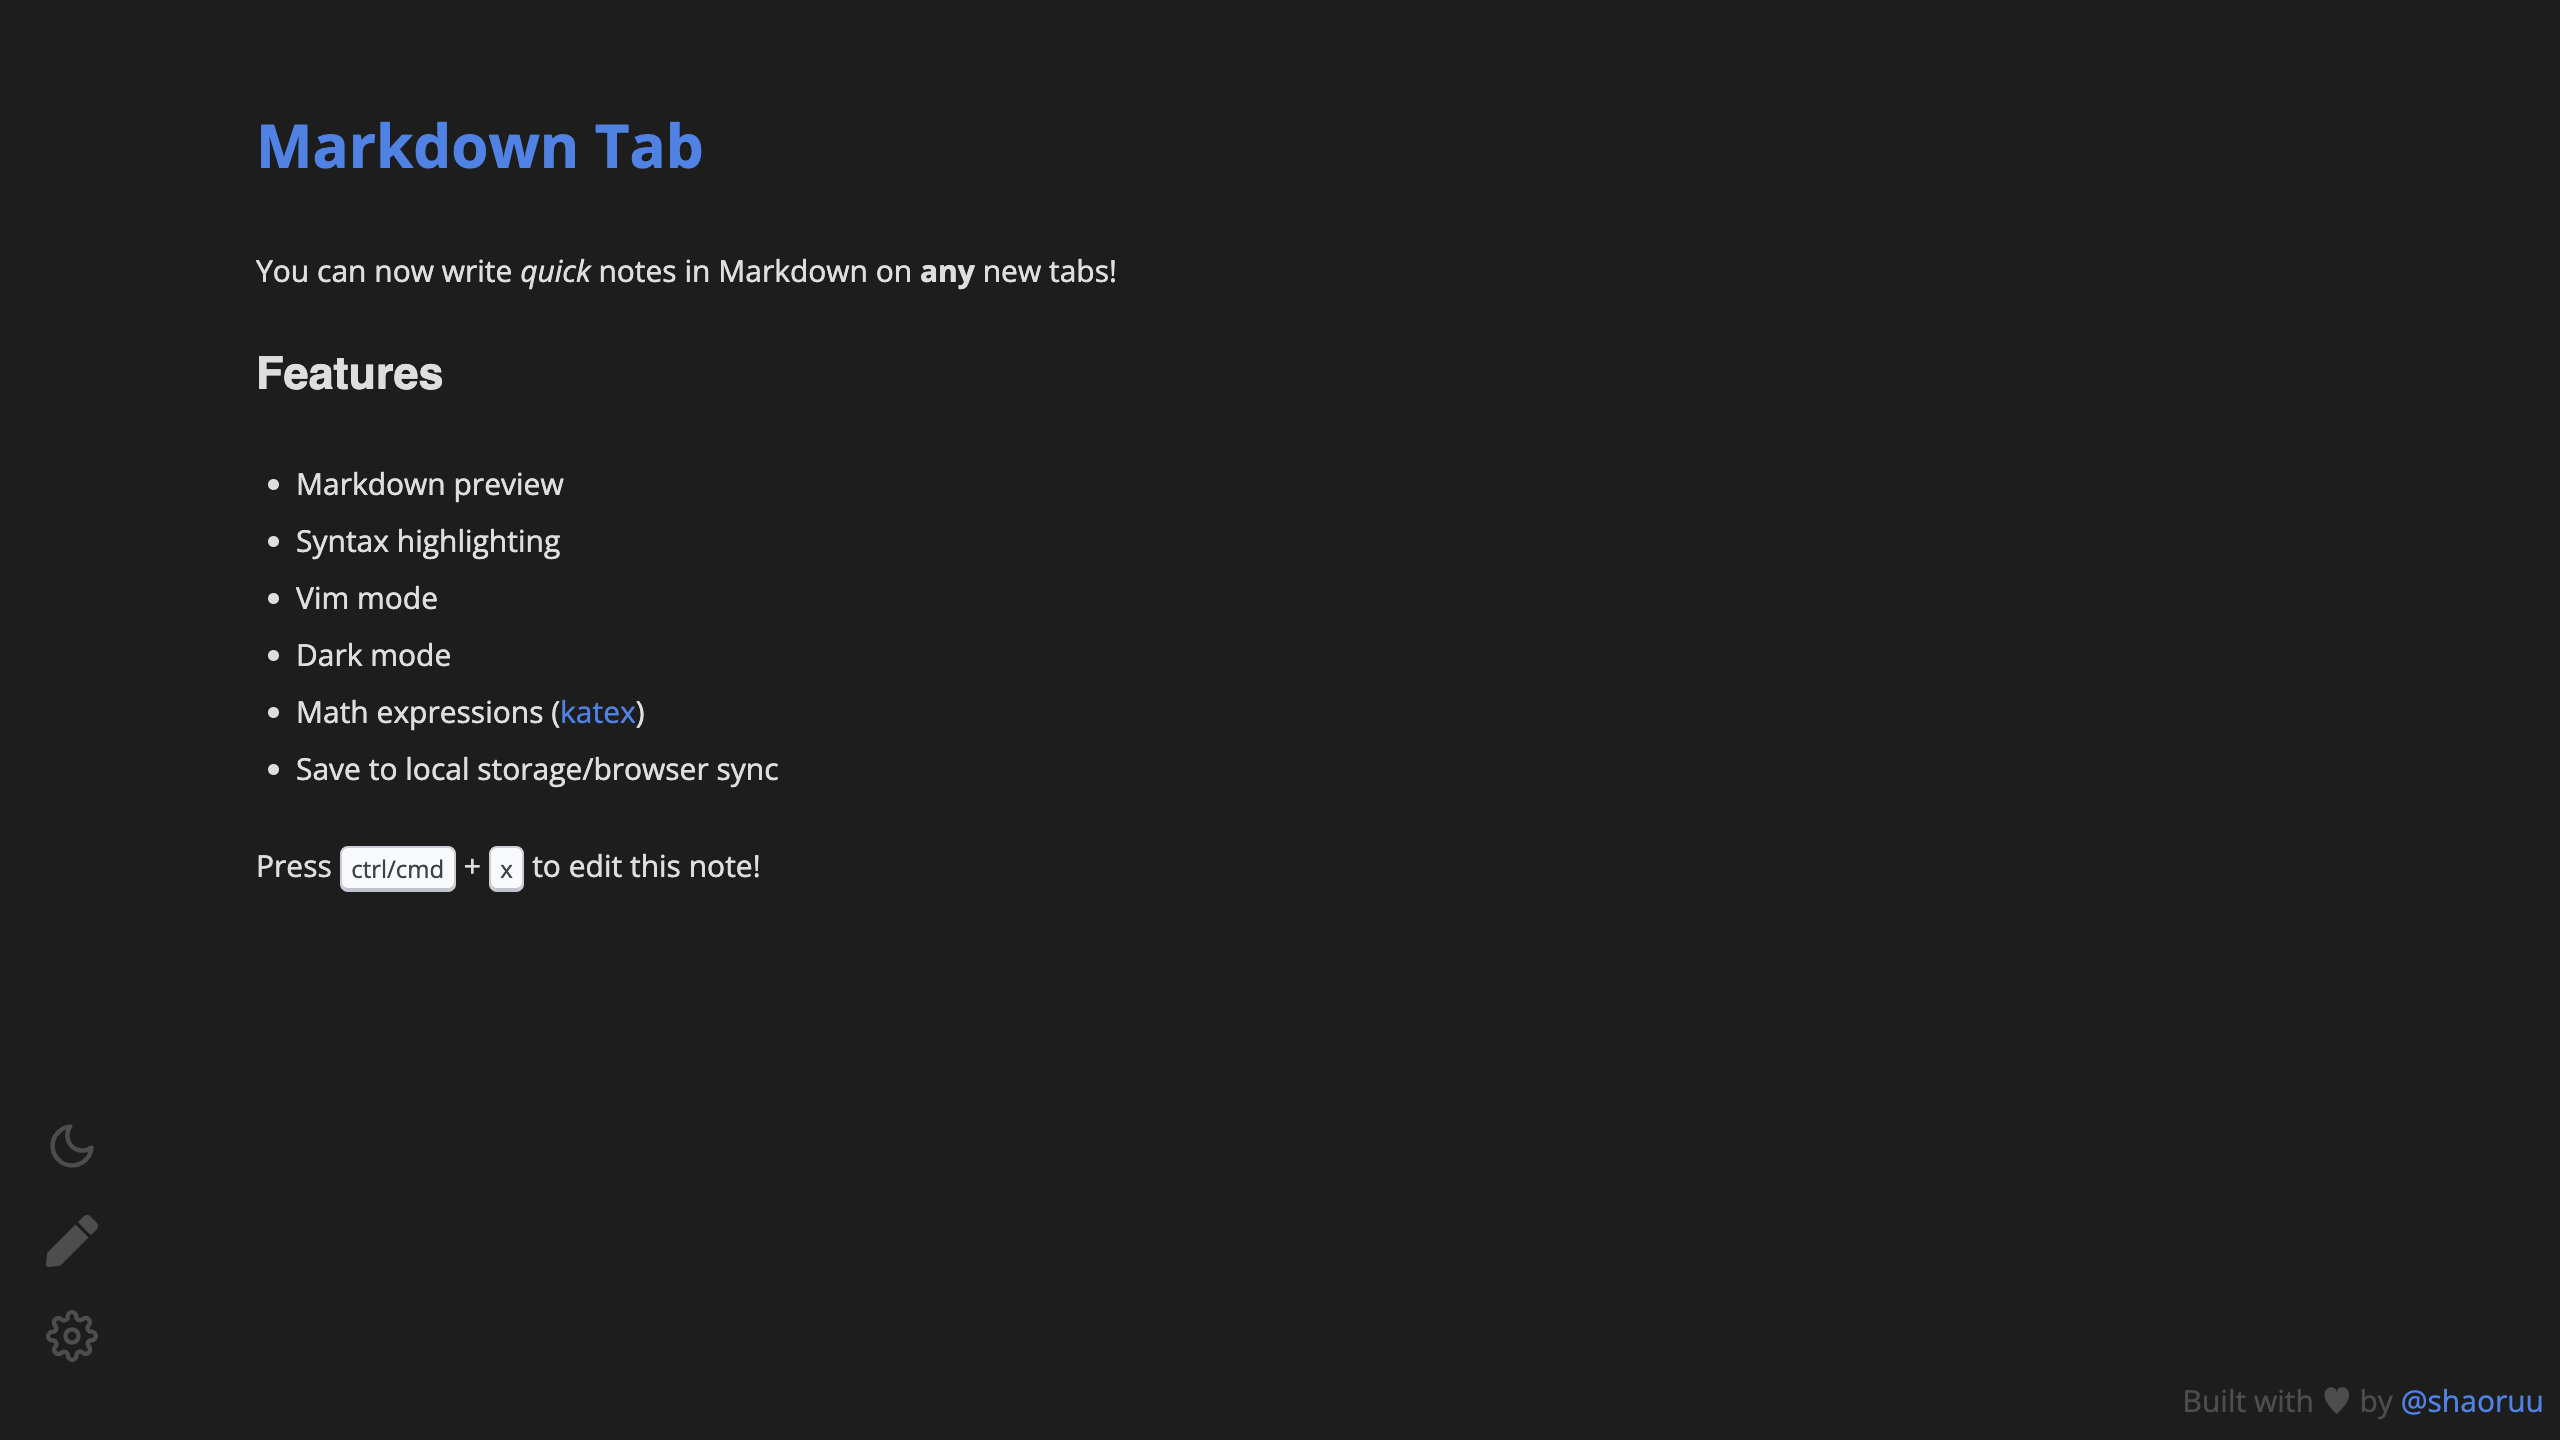 Markdown Tab
You can now write quick notes in Markdown on any new tabs!
Features
Markdown preview
Syntax highlighting
Vim mode
Dark mode
Math expressions (katex)
Save to local storage/browser sync
Press ctrl/cmd + x to edit this note!
Built with ♥ by @shaoruu